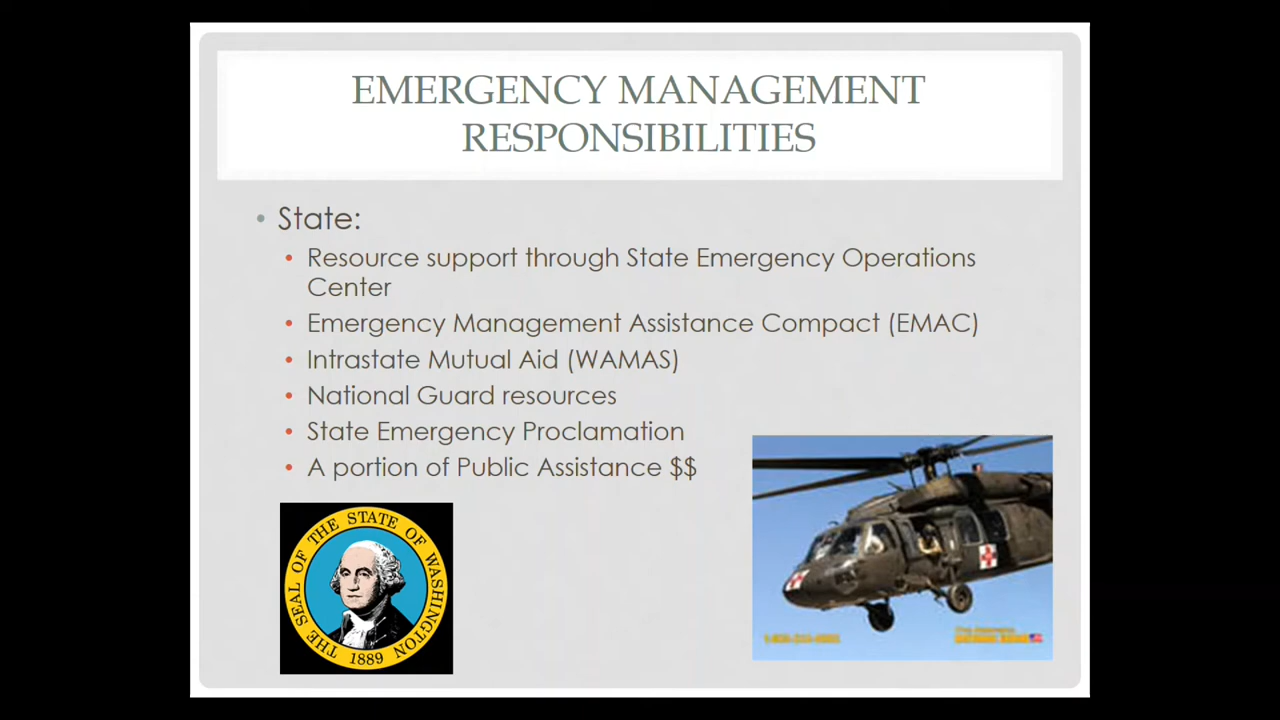 EMERGENCY MANAGEMENT
RESPONSIBILITIES
• State:
• Resource support through State Emergency Operations
Center
• Emergency Management Assistance Compact (EMAC)
• Intrastate Mutual Aid (WAMAS)
• National Guard resources
• State Emergency Proclamation
• A portion of Public Assistance $$
THE SEAL OF THE STATE OF WASHINGTON
1889